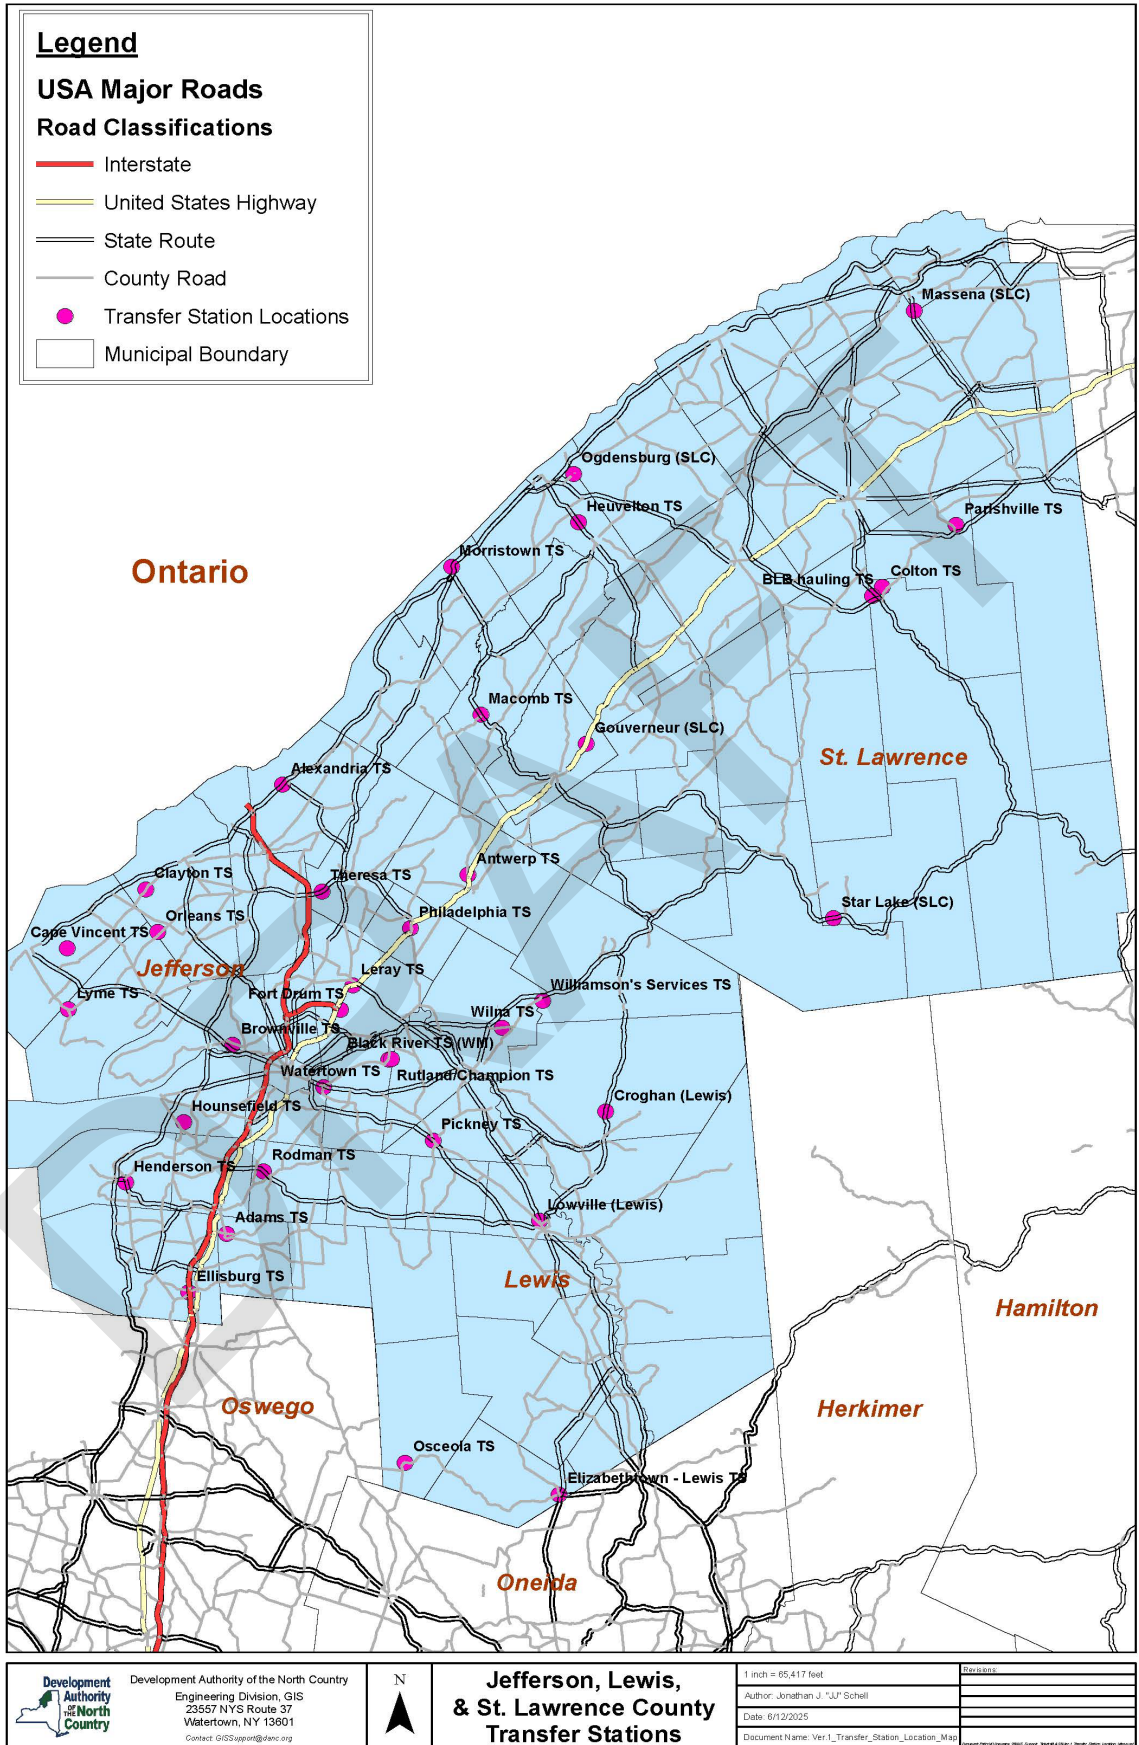 Legend
USA Major Roads
Road Classifications
Interstate
United States Highway
State Route
County Road
Transfer Station Locations
Municipal Boundary
Massena (SLC)
Ogdensburg (SLC)
Heuvelton TS
Parishville TS
Morristown TS
Ontario
BLB hauling TS
Colton TS
Macomb TS
Gouverneur (SLC)
St. Lawrence
Alexandria TS
Antwerp TS
Clayton TS
Theresa TS
Star Lake (SLC)
Orleans TS
Philadelphia TS
Cape Vincent TS
Jefferson
Leray TS
Williamson's Services TS
Lyme TS
Fort Drum TS
Wilna TS
Brownville TS
Black River TS (WM)
Watertown TS
Rutland/Champion TS
Croghan (Lewis)
Hounsefield TS
Pickney TS
Rodman TS
Henderson TS
Lowville (Lewis)
Adams TS
Ellisburg TS
Lewis
Hamilton
Oswego
Herkimer
Osceola TS
Elizabethtown - Lewis TS
Oneida
DRAFT
Development
Authority
OF THE North
Country
Development Authority of the North Country
Engineering Division, GIS
23557 NYS Route 37
Watertown, NY 13601
Contact: GISSupport@danc.org
N
Jefferson, Lewis,
& St. Lawrence County
Transfer Stations
1 inch = 65,417 feet
Author: Jonathan J. "JJ" Schell
Date: 6/12/2025
Document Name: Ver.1_Transfer_Station_Location_Map
Revisions: